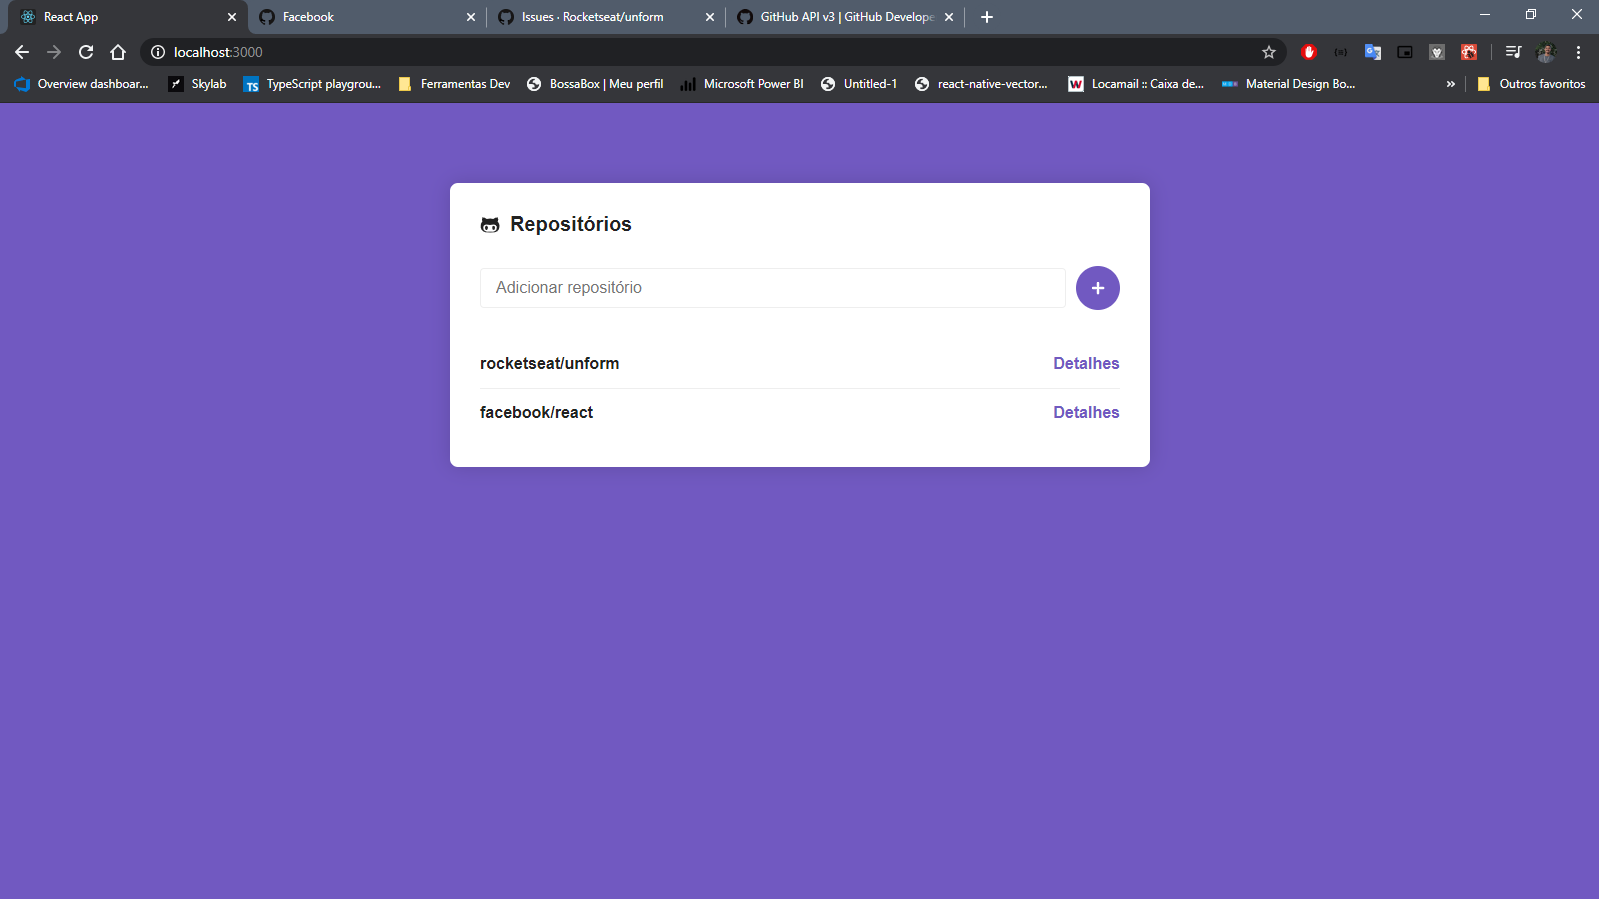 React App
Facebook
Issues · Rocketseat/unform
GitHub API v3 | GitHub Develope
localhost:3000
Overview dashboar...
Skylab
TS
TypeScript playgrou...
Ferramentas Dev
BossaBox | Meu perfil
Microsoft Power BI
Untitled-1
react-native-vector...
W
Locamail :: Caixa de...
Material Design Bo...
»
Outros favoritos
Repositórios
Adicionar repositório
+
rocketseat/unform
Detalhes
facebook/react
Detalhes